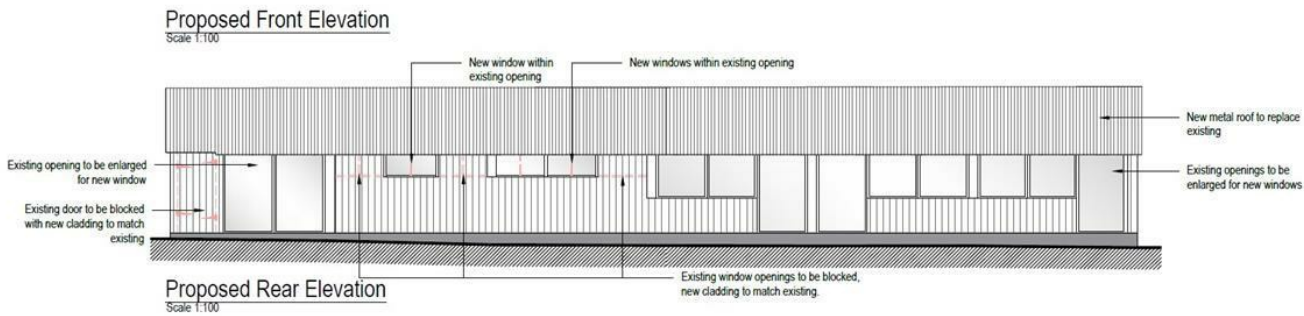 Proposed Front Elevation
Scale 1:100
New window within
existing opening
New windows within existing opening
New metal roof to replace
existing
Existing opening to be enlarged
for new window
Existing openings to be
enlarged for new windows
Existing door to be blocked
with new cladding to match
existing
Existing window openings to be blocked,
new cladding to match existing.
Proposed Rear Elevation
Scale 1:100